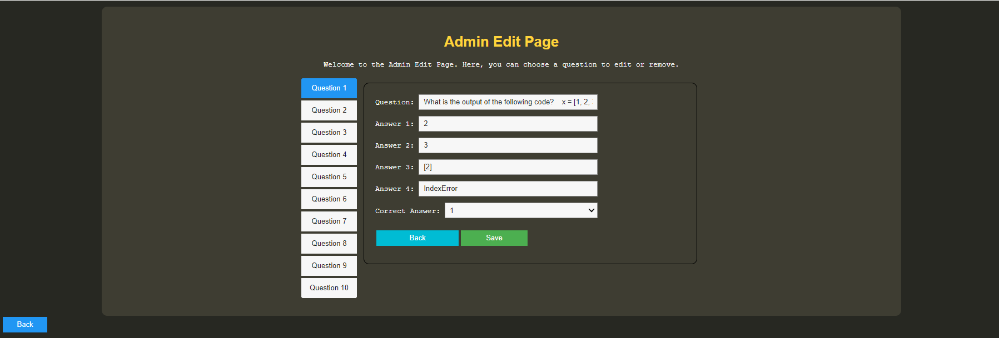 Admin Edit Page
Welcome to the Admin Edit Page. Here, you can choose a question to edit or remove.
Question 1
Question 2
Question 3
Question 4
Question 5
Question 6
Question 7
Question 8
Question 9
Question 10
Question: What is the output of the following code? x = [1, 2,
Answer 1: 2
Answer 2: 3
Answer 3: [2]
Answer 4: IndexError
Correct Answer: 1
Back Save
Back